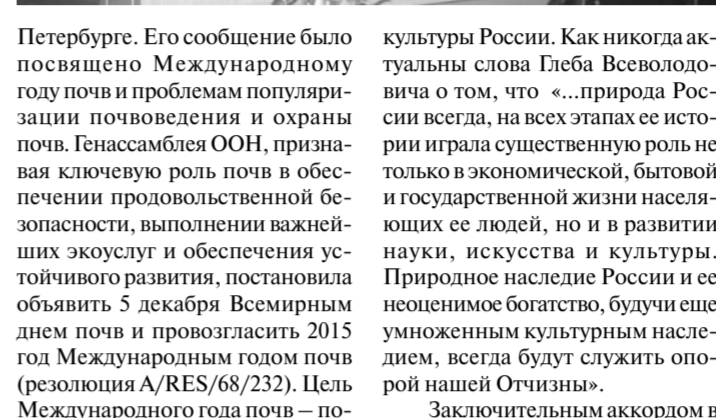 Петербурге. Его сообщение было
посвящено Международному
году почв и проблемам популяри-
зации почвоведения и охраны
почв. Генассамблея ООН, призна-
вая ключевую роль почв в обес-
печении продовольственной бе-
зопасности, выполнении важней-
ших экоуслуг и обеспечения ус-
тойчивого развития, постановила
объявить 5 декабря Всемирным
днем почв и провозгласить 2015
год Международным годом почв
(резолюция A/RES/68/232). Цель
Международного года почв – по-
культуры России. Как никогда ак-
туальны слова Глеба Всеволодо-
вича о том, что «...природа Рос-
сии всегда, на всех этапах ее исто-
рии играла существенную роль не
только в экономической, бытовой
и государственной жизни населя-
ющих ее людей, но и в развитии
науки, искусства и культуры.
Природное наследие России и ее
неоценимое богатство, будучи еще
умноженным культурным насле-
дием, всегда будут служить опо-
рой нашей Отчизны».
Заключительным аккордом в